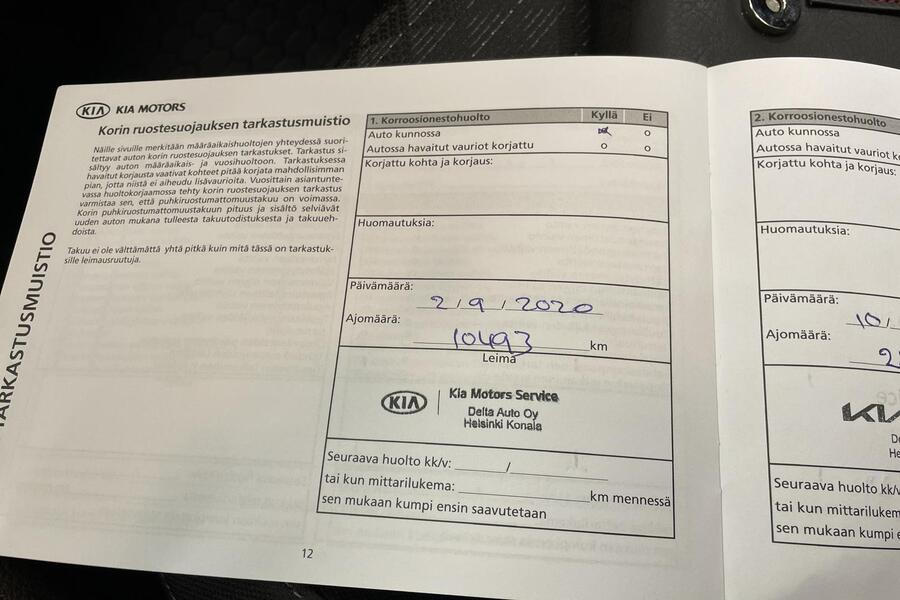 KIA KIA MOTORS
Korin ruostesuojauksen tarkastusmuistio
Näille sivuille merkitään määräaikaishuoltojen yhteydessä suori-
tettavat auton korin ruostesuojauksen tarkastukset. Tarkastus si-
sältyy auton määräaikais- ja vuosihuoltoon. Tarkastuksessa
havaitut korjausta vaativat kohteet pitää korjata mahdollisimman
pian, jotta niistä ei aiheudu lisävaurioita. Vuosittain asiantunte-
vassa huoltokorjaamossa tehty korin ruostesuojauksen tarkastus
varmistaa sen, että puhkiruostumattomuustakuu on voimassa.
Korin puhkiruostumattomuustakuun pituus ja sisältö selviävät
uuden auton mukana tulleesta takuutodistuksesta ja takuueh-
doista.
Takuu ei ole välttämättä yhtä pitkä kuin mitä tässä on tarkastuk-
sille leimausruutuja.
TARKASTUSMUISTIO
1. Korroosionestohuolto Kyllä Ei
Auto kunnossa o
Autossa havaitut vauriot korjattu o o
Korjattu kohta ja korjaus:
Huomautuksia:
Päivämäärä:
2 / 9 / 2020
Ajomäärä:
10493 km
Leima
KIA Kia Motors Service
Delta Auto Oy
Helsinki Konala
Seuraava huolto kk/v: /
tai kun mittarilukema: km mennessä
sen mukaan kumpi ensin saavutetaan
12
2. Korroosionestohuolto
Auto kunnossa
Autossa havaitut vauriot
Korjattu kohta ja korjaus:
Huomautuksia:
Päivämäärä:
10 /
Ajomäärä:
2
Seuraava huolto kk/v
tai kun mittarilukem
sen mukaan kumpi e